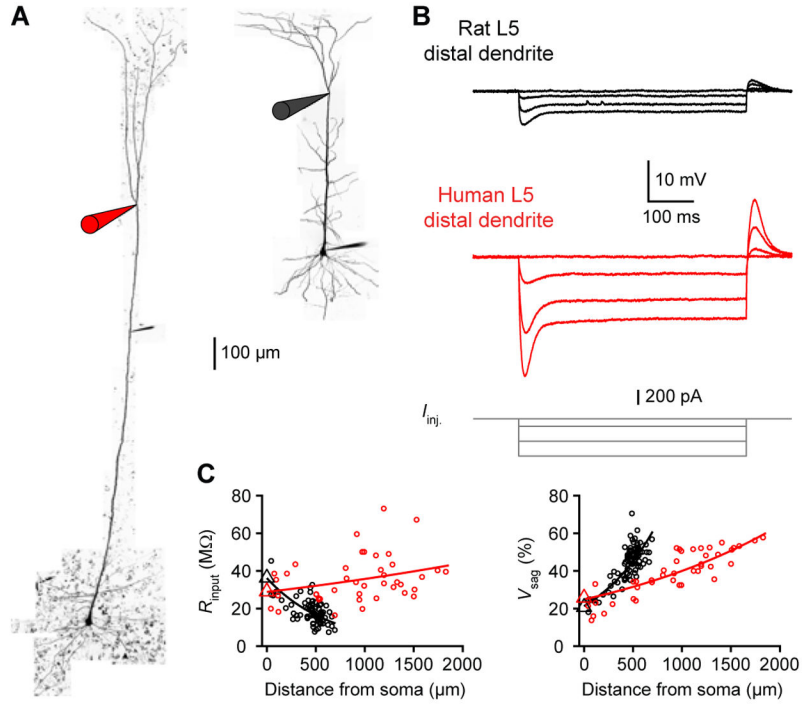 A
100 µm
B
Rat L5
distal dendrite
10 mV
100 ms
Human L5
distal dendrite
200 pA
Iinj.
C
80
60
40
20
0
Rinput (MΩ)
0 500 1000 1500 2000
Distance from soma (µm)
80
60
40
20
0
Vsag (%)
0 500 1000 1500 2000
Distance from soma (µm)